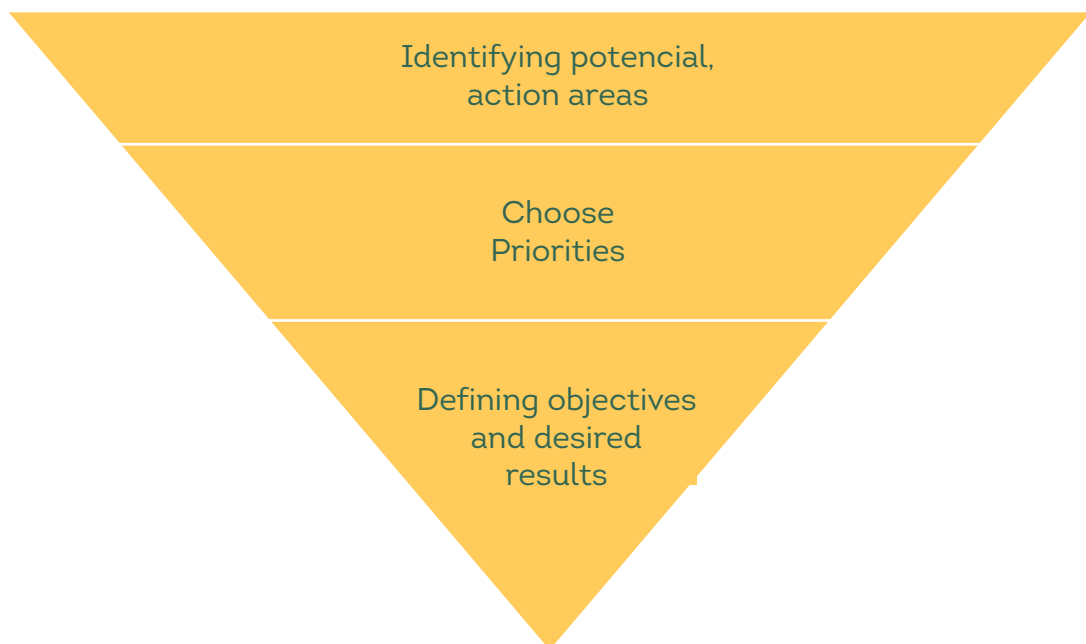 Identifying potencial,
action areas
Choose
Priorities
Defining objectives
and desired
results